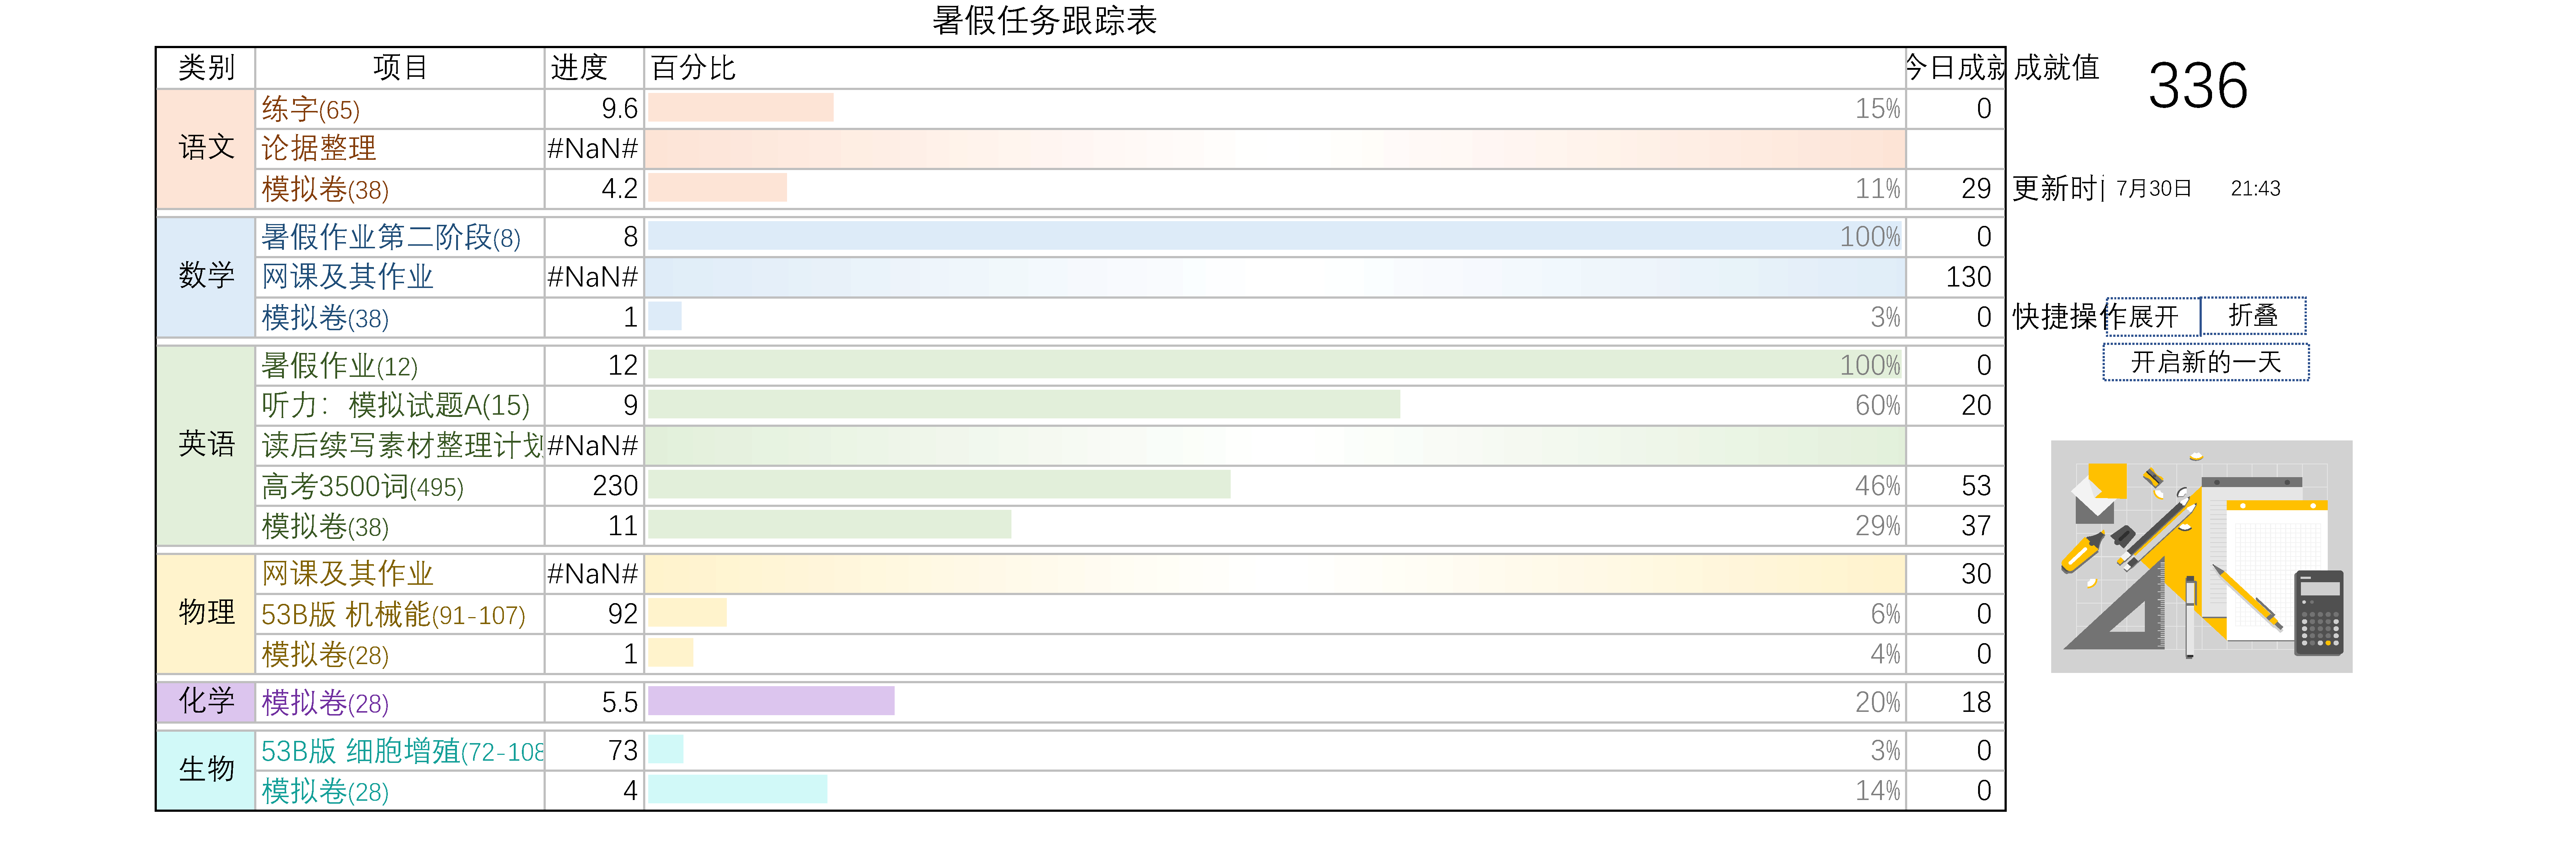 暑假任务跟踪表
类别 项目 进度 百分比 今日成就 成就值 336
语文
练字(65) 9.6 15% 0
论据整理 #NaN#
模拟卷(38) 4.2 11% 29
更新时 7月30日 21:43
数学
暑假作业第二阶段(8) 8 100% 0
网课及其作业 #NaN# 130
模拟卷(38) 1 3% 0
快捷操作 展开 折叠
开启新的一天
英语
暑假作业(12) 12 100% 0
听力：模拟试题A(15) 9 60% 20
读后续写素材整理计划 #NaN#
高考3500词(495) 230 46% 53
模拟卷(38) 11 29% 37
物理
网课及其作业 #NaN# 30
53B版 机械能(91-107) 92 6% 0
模拟卷(28) 1 4% 0
化学
模拟卷(28) 5.5 20% 18
生物
53B版 细胞增殖(72-108 73 3% 0
模拟卷(28) 4 14% 0